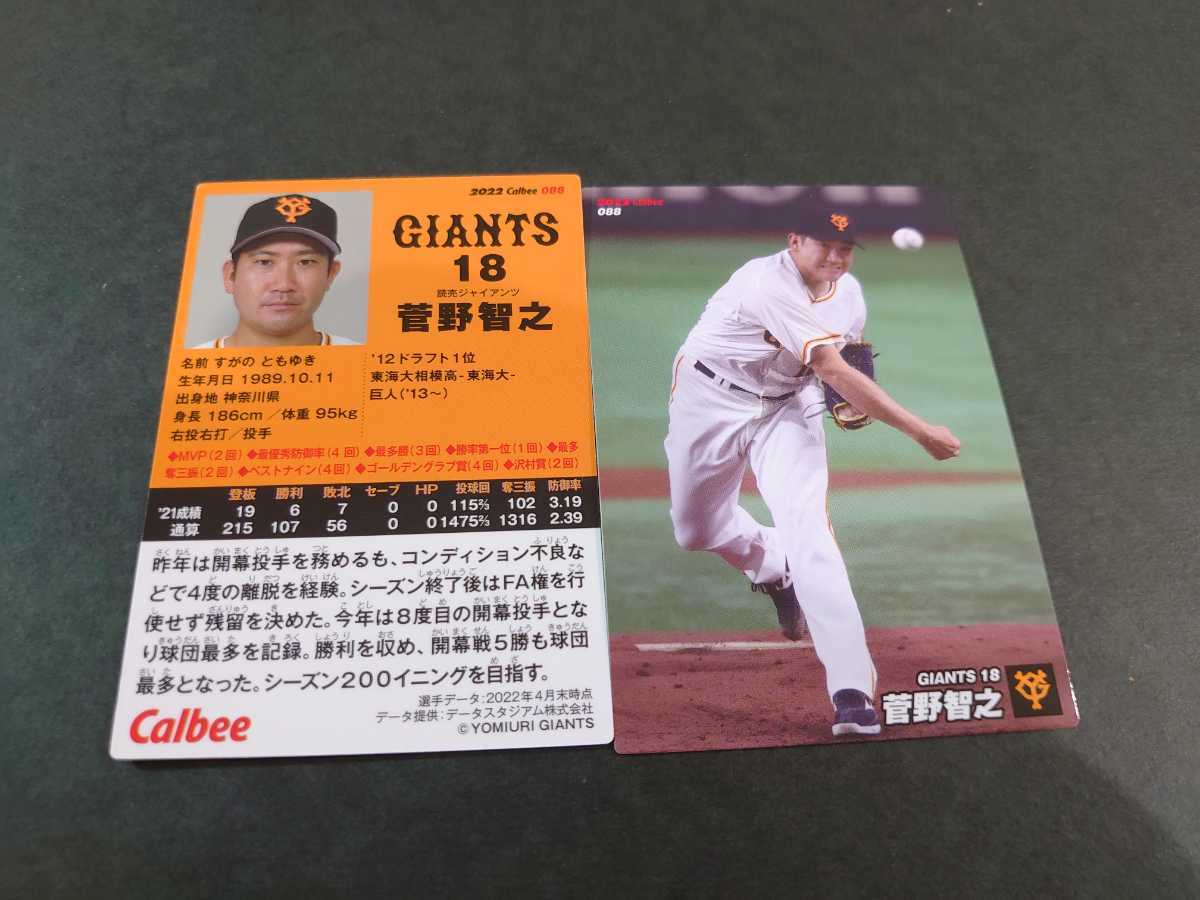 2022 Calbee 088
GIANTS
18
読売ジャイアンツ
菅野智之
名前 すがの ともゆき
生年月日 1989.10.11
出身地 神奈川県
身長 186cm/体重 95kg
右投右打/投手
'12ドラフト1位
東海大相模高-東海大-
巨人('13~)
◆MVP(2回)◆最優秀防御率(4回)◆最多勝(3回)◆勝率第一位(1回)◆最多
奪三振(2回)◆ベストナイン(4回)◆ゴールデングラブ賞(4回)◆沢村賞(2回)
登板 勝利 敗北 セーブ HP 投球回 奪三振 防御率
'21成績 19 6 7 0 0 115⅔ 102 3.19
通算 215 107 56 0 0 1475⅔ 1316 2.39
昨年は開幕投手を務めるも、コンディション不良な
どで4度の離脱を経験。シーズン終了後はFA権を行
使せず残留を決めた。今年は8度目の開幕投手とな
り球団最多を記録。勝利を収め、開幕戦5勝も球団
最多となった。シーズン200イニングを目指す。
選手データ:2022年4月末時点
データ提供:データスタジアム株式会社
©YOMIURI GIANTS
Calbee
2022 Calbee
088
GIANTS 18
菅野智之